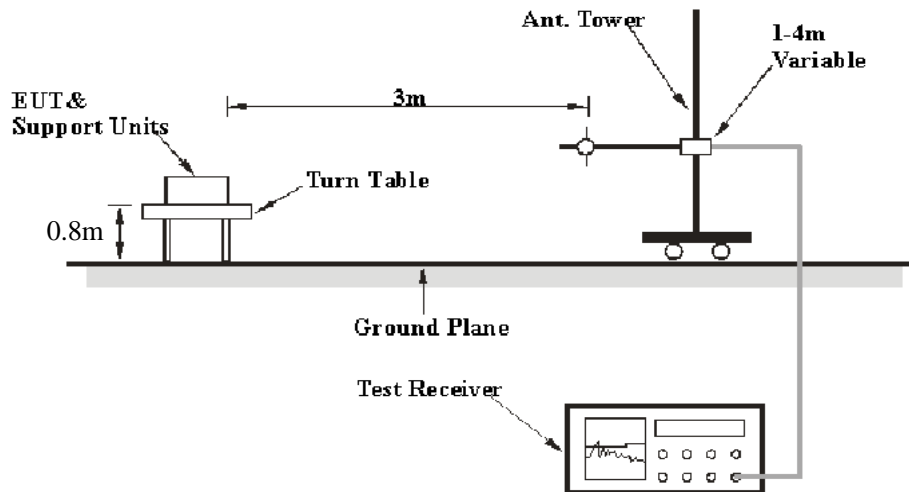 Ant. Tower
1-4m
Variable
EUT&
Support Units
3m
Turn Table
0.8m
Ground Plane
Test Receiver